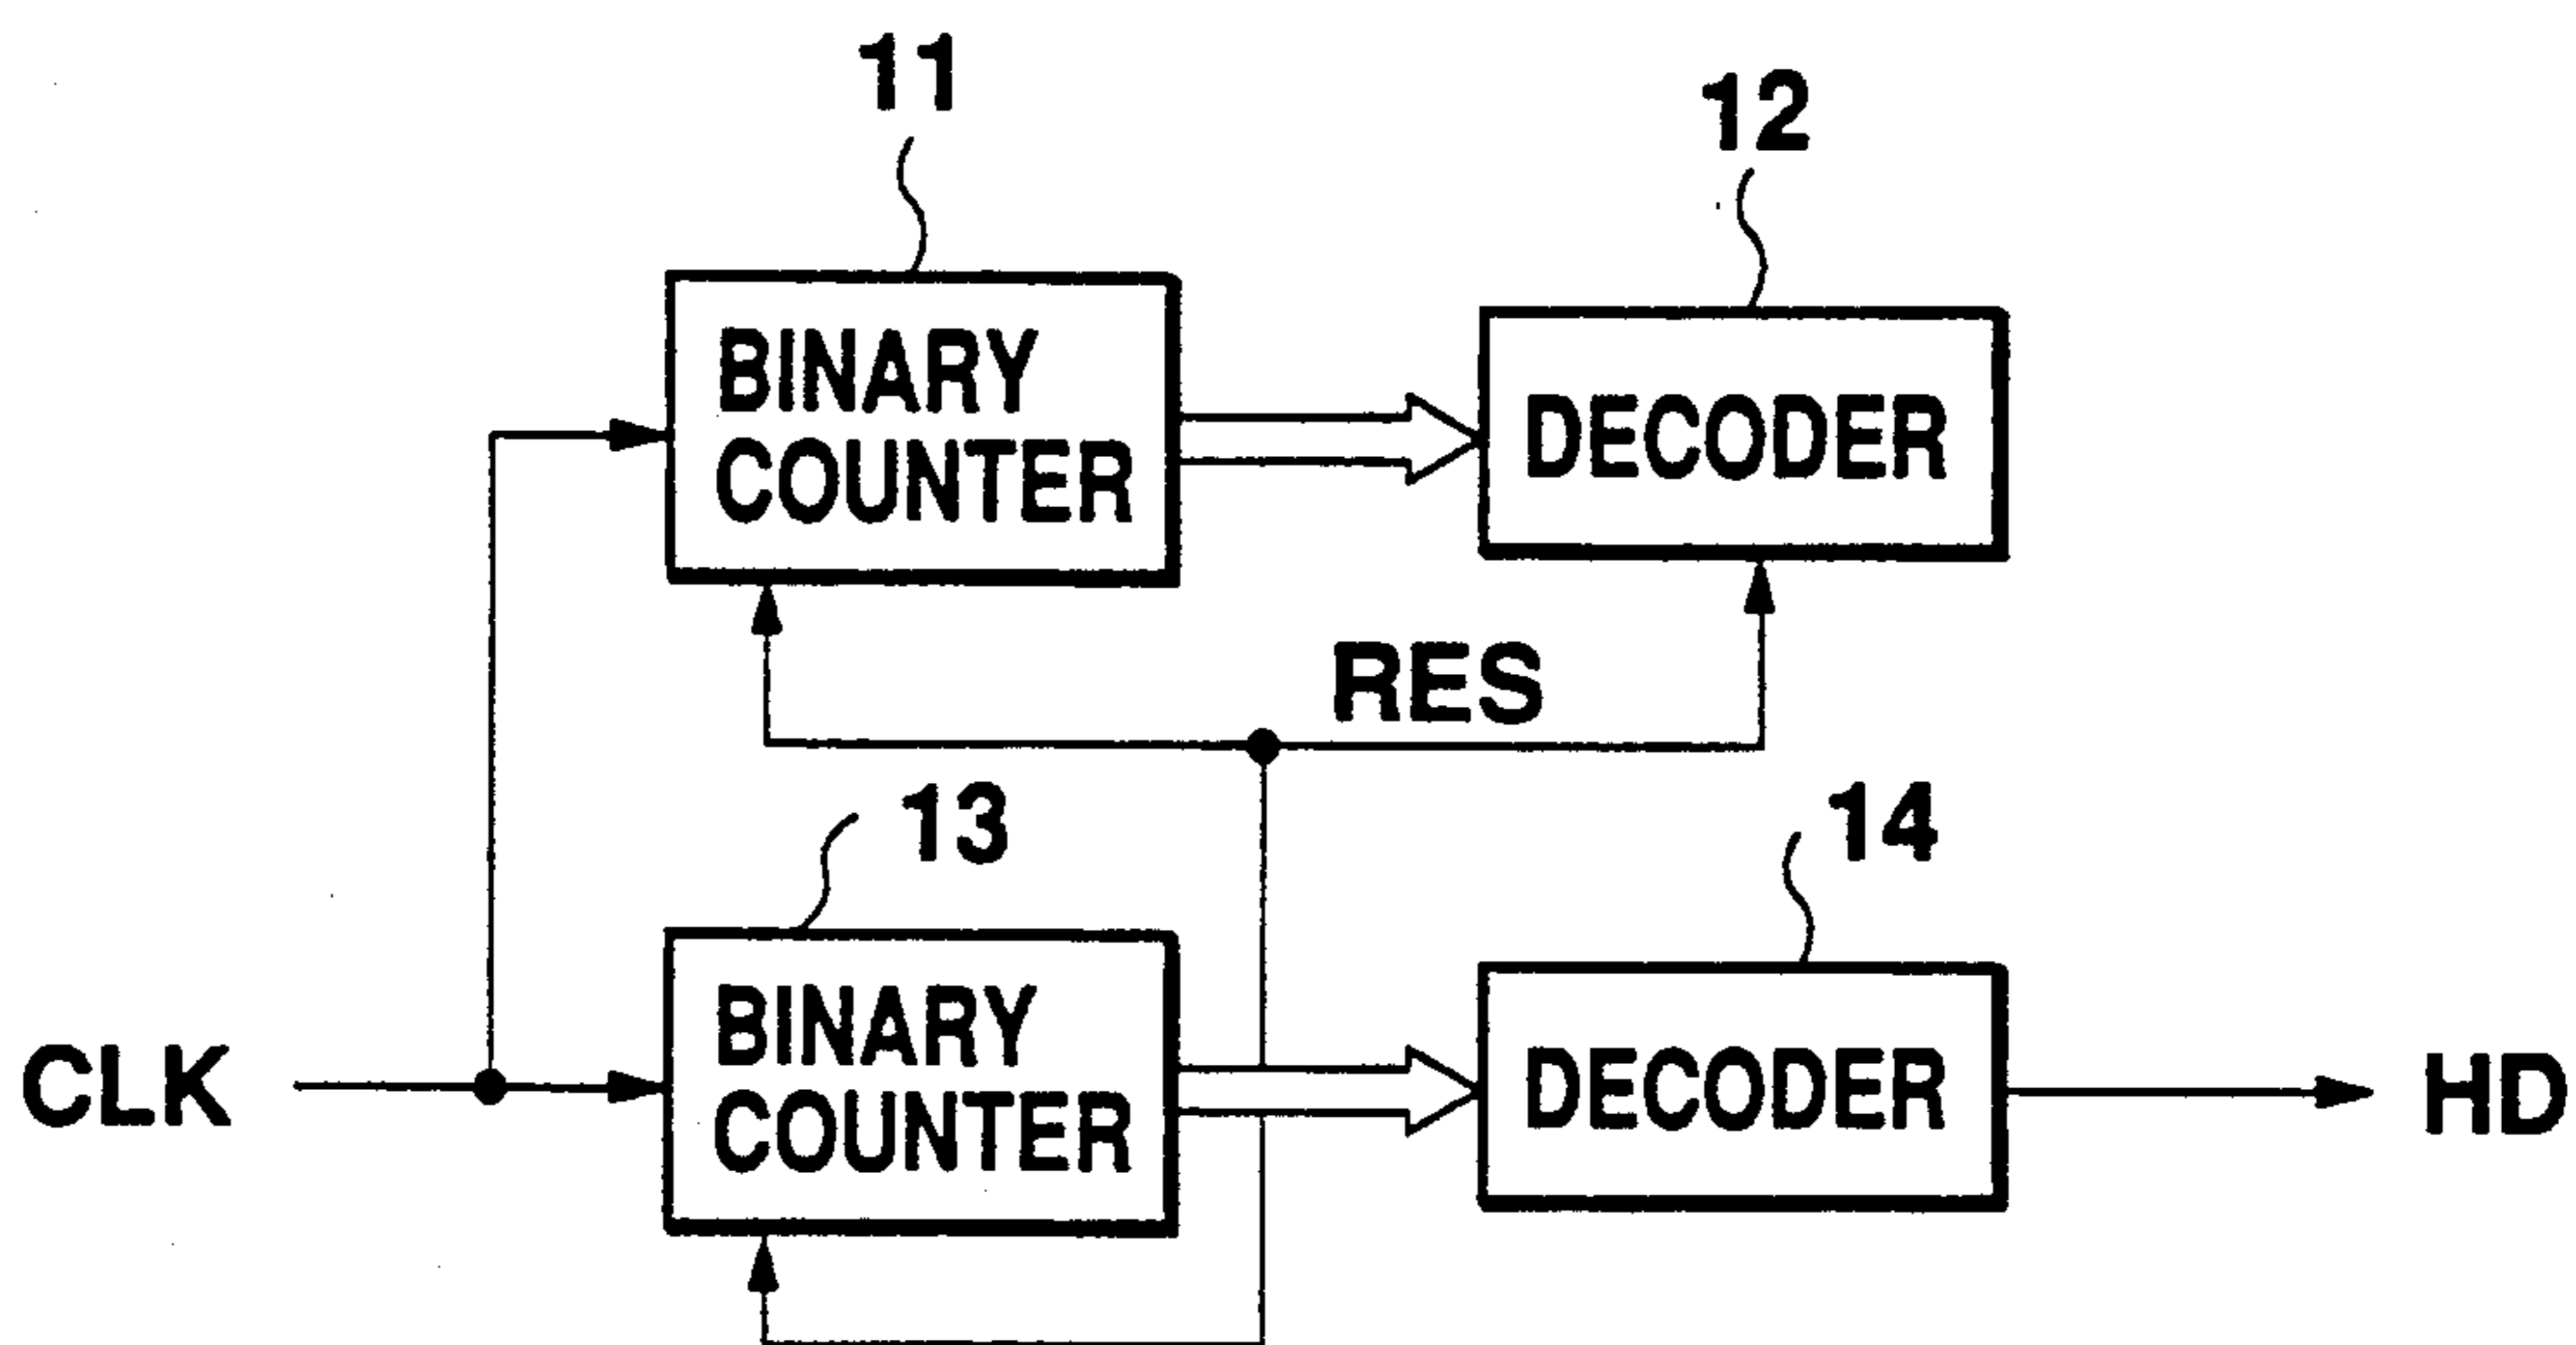 11
12
BINARY
COUNTER
DECODER
RES
13
14
CLK
BINARY
COUNTER
DECODER
HD